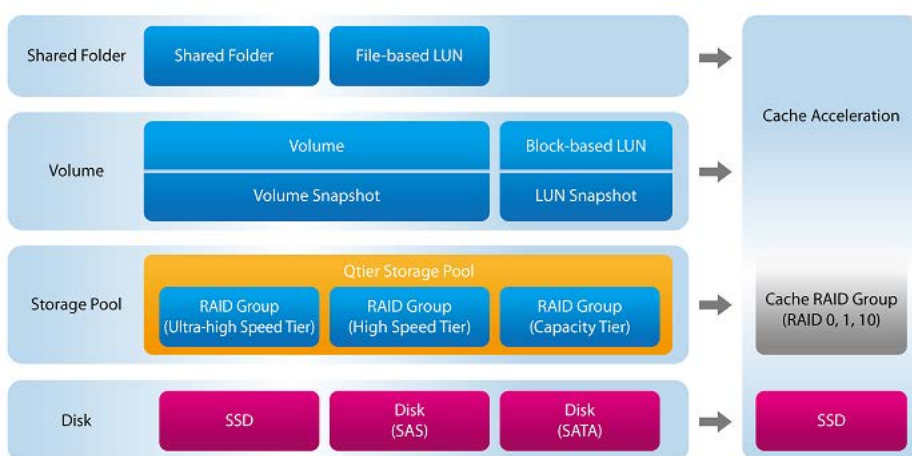 Shared Folder
Shared Folder
File-based LUN
Cache Acceleration
Volume
Volume
Block-based LUN
Volume Snapshot
LUN Snapshot
Storage Pool
Qtier Storage Pool
RAID Group
(Ultra-high Speed Tier)
RAID Group
(High Speed Tier)
RAID Group
(Capacity Tier)
Cache RAID Group
(RAID 0, 1, 10)
Disk
SSD
Disk
(SAS)
Disk
(SATA)
SSD